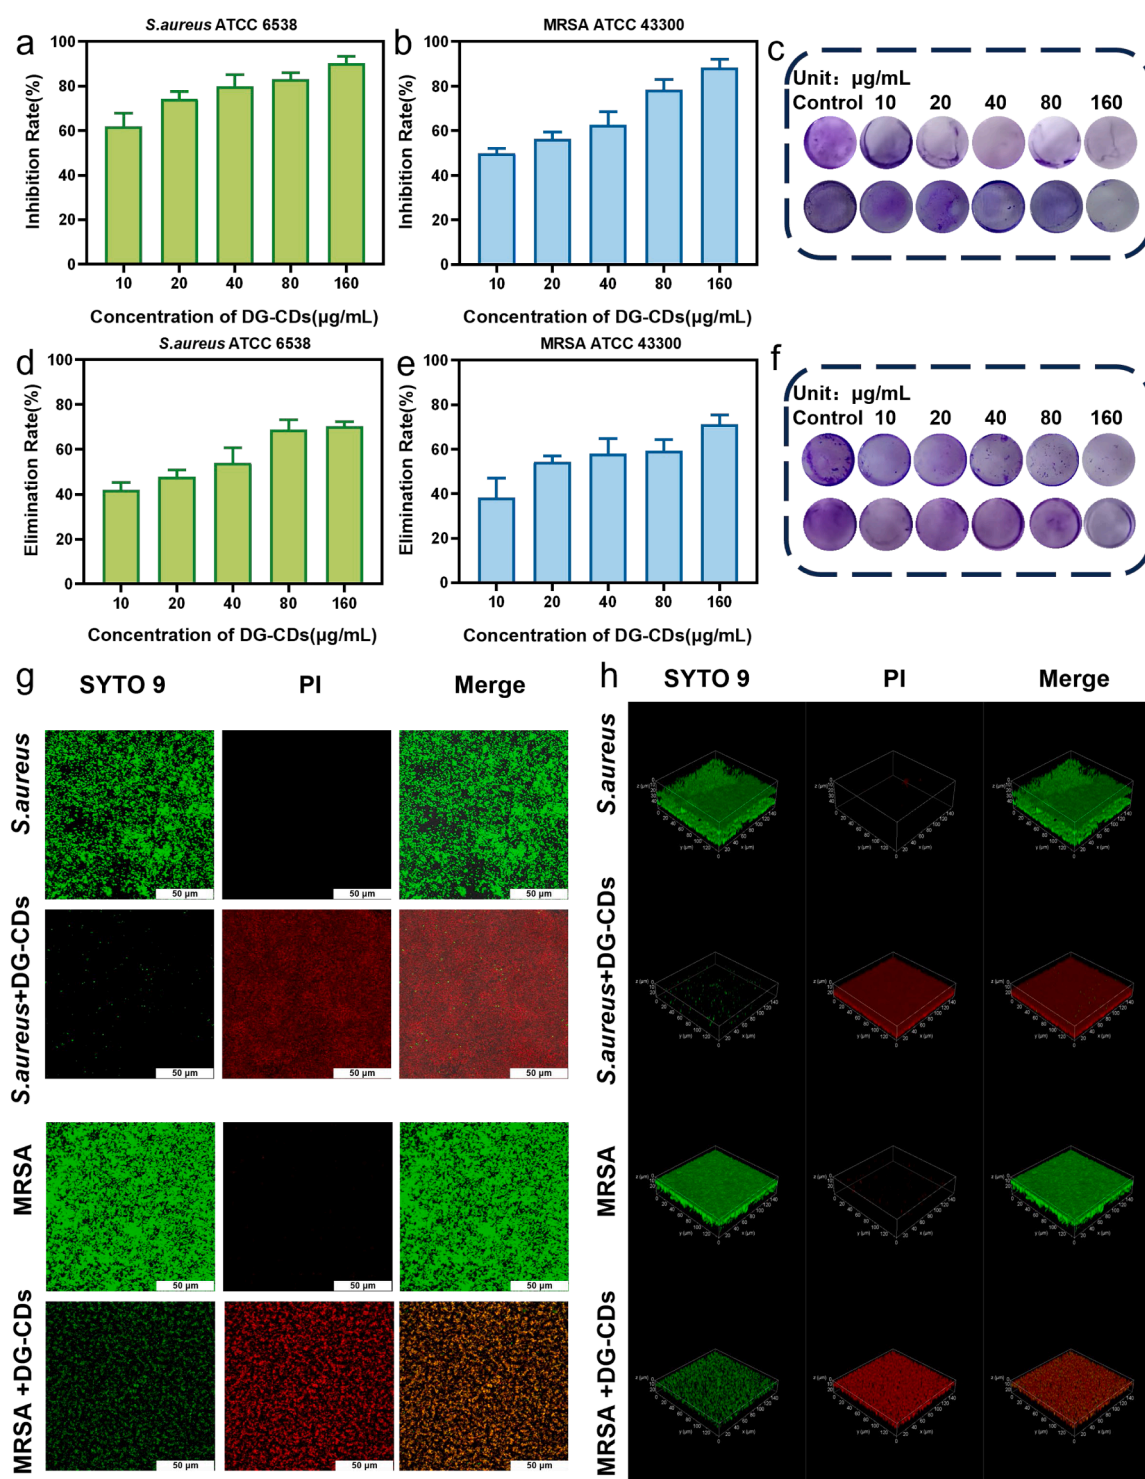 a
S.aureus ATCC 6538
Inhibition Rate(%)
100
80
60
40
20
0
10 20 40 80 160
Concentration of DG-CDs(µg/mL)
b
MRSA ATCC 43300
Inhibition Rate(%)
100
80
60
40
20
0
10 20 40 80 160
Concentration of DG-CDs(µg/mL)
c
Unit: µg/mL
Control 10 20 40 80 160
d
S.aureus ATCC 6538
Elimination Rate(%)
100
80
60
40
20
0
10 20 40 80 160
Concentration of DG-CDs(µg/mL)
e
MRSA ATCC 43300
Elimination Rate(%)
100
80
60
40
20
0
10 20 40 80 160
Concentration of DG-CDs(µg/mL)
f
Unit: µg/mL
Control 10 20 40 80 160
g
SYTO 9 PI Merge
S.aureus
50 µm 50 µm 50 µm
S.aureus+DG-CDs
50 µm 50 µm 50 µm
MRSA
50 µm 50 µm 50 µm
MRSA +DG-CDs
50 µm 50 µm 50 µm
h
SYTO 9 PI Merge
S.aureus
S.aureus+DG-CDs
MRSA
MRSA +DG-CDs